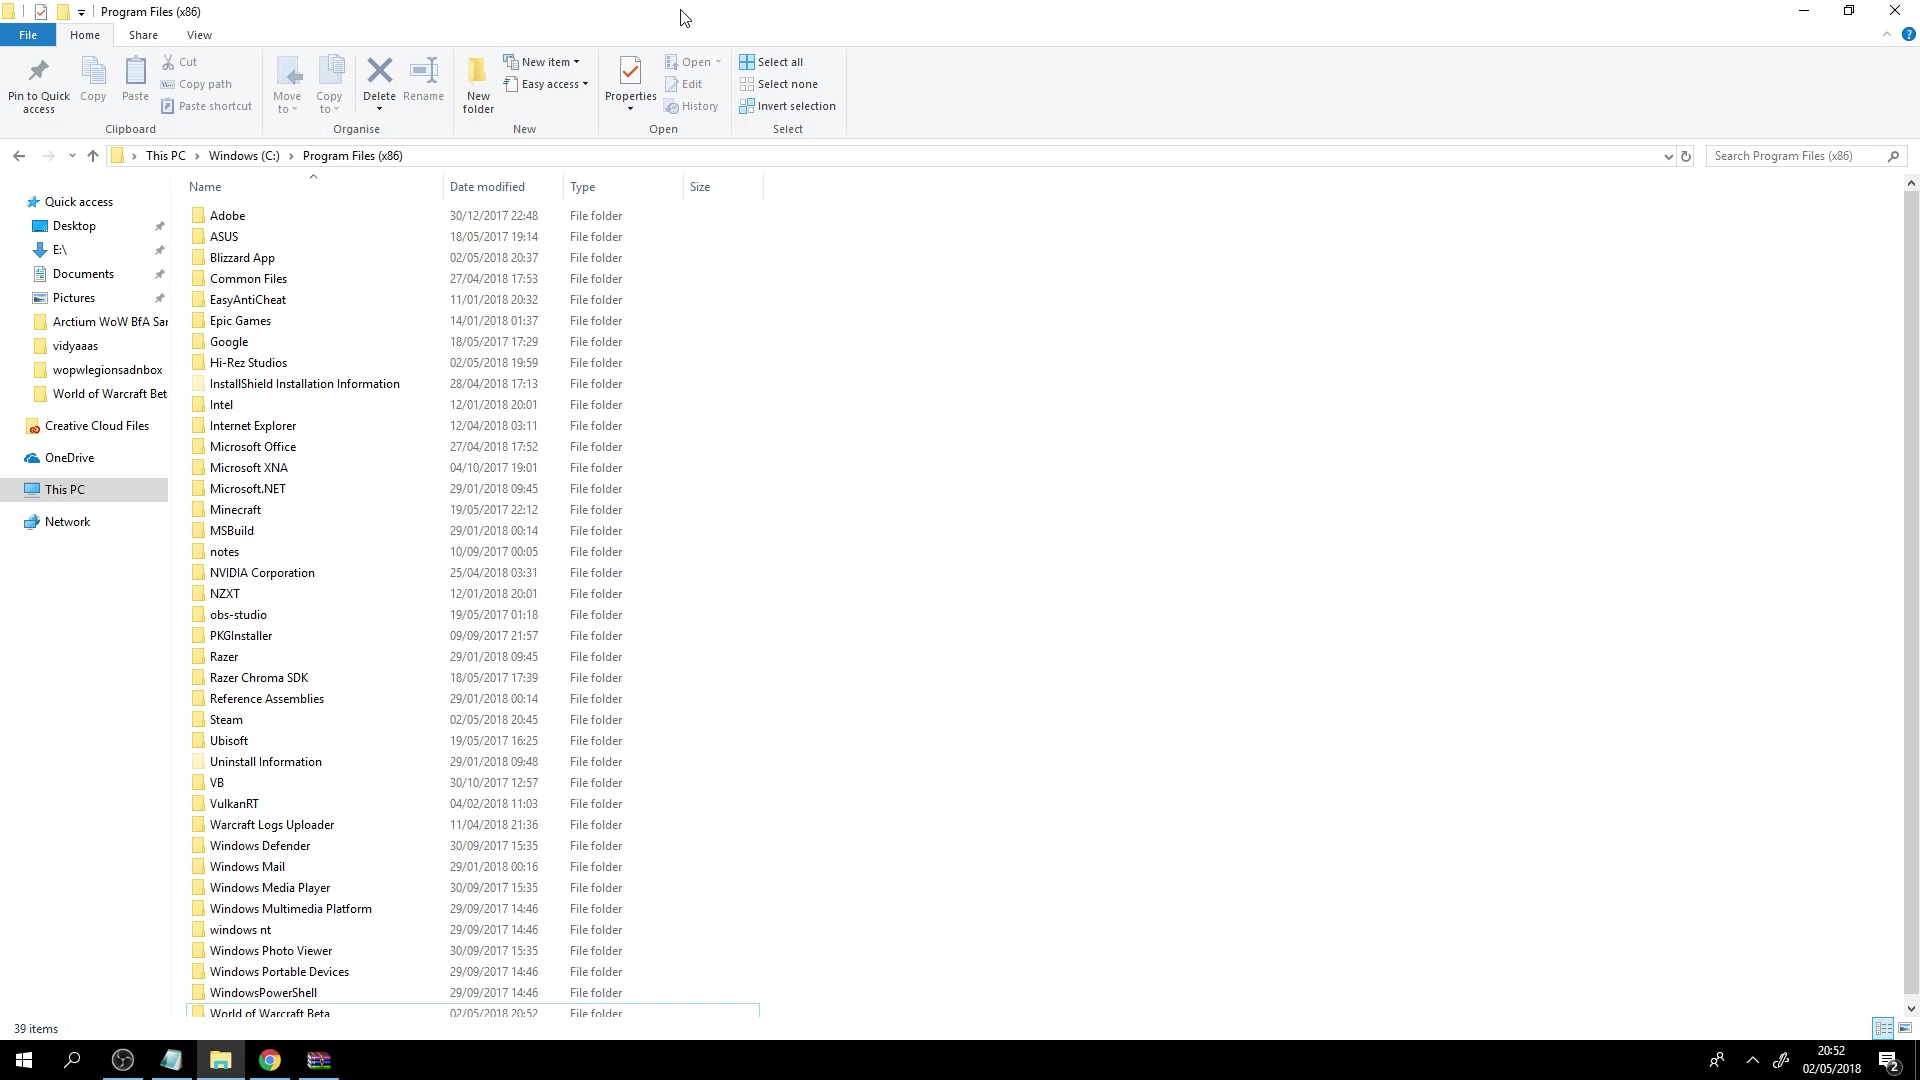 Program Files (x86)
File Home Share View
Pin to Quick access
Copy
Paste
Cut
Copy path
Paste shortcut
Clipboard
Move to
Copy to
Delete
Rename
Organise
New folder
New item
Easy access
New
Properties
Open
Edit
History
Open
Select all
Select none
Invert selection
Select
This PC Windows (C:) Program Files (x86)
Search Program Files (x86)
Quick access
Desktop
E:\
Documents
Pictures
Arctium WoW BfA Sar
vidyaaas
wopwlegionsadnbox
World of Warcraft Bet
Creative Cloud Files
OneDrive
This PC
Network
Name Date modified Type Size
Adobe 30/12/2017 22:48 File folder
ASUS 18/05/2017 19:14 File folder
Blizzard App 02/05/2018 20:37 File folder
Common Files 27/04/2018 17:53 File folder
EasyAntiCheat 11/01/2018 20:32 File folder
Epic Games 14/01/2018 01:37 File folder
Google 18/05/2017 17:29 File folder
Hi-Rez Studios 02/05/2018 19:59 File folder
InstallShield Installation Information 28/04/2018 17:13 File folder
Intel 12/01/2018 20:01 File folder
Internet Explorer 12/04/2018 03:11 File folder
Microsoft Office 27/04/2018 17:52 File folder
Microsoft XNA 04/10/2017 19:01 File folder
Microsoft.NET 29/01/2018 09:45 File folder
Minecraft 19/05/2017 22:12 File folder
MSBuild 29/01/2018 00:14 File folder
notes 10/09/2017 00:05 File folder
NVIDIA Corporation 25/04/2018 03:31 File folder
NZXT 12/01/2018 20:01 File folder
obs-studio 19/05/2017 01:18 File folder
PKGInstaller 09/09/2017 21:57 File folder
Razer 29/01/2018 09:45 File folder
Razer Chroma SDK 18/05/2017 17:39 File folder
Reference Assemblies 29/01/2018 00:14 File folder
Steam 02/05/2018 20:45 File folder
Ubisoft 19/05/2017 16:25 File folder
Uninstall Information 29/01/2018 09:48 File folder
VB 30/10/2017 12:57 File folder
VulkanRT 04/02/2018 11:03 File folder
Warcraft Logs Uploader 11/04/2018 21:36 File folder
Windows Defender 30/09/2017 15:35 File folder
Windows Mail 29/01/2018 00:16 File folder
Windows Media Player 30/09/2017 15:35 File folder
Windows Multimedia Platform 29/09/2017 14:46 File folder
windows nt 29/09/2017 14:46 File folder
Windows Photo Viewer 30/09/2017 15:35 File folder
Windows Portable Devices 29/09/2017 14:46 File folder
WindowsPowerShell 29/09/2017 14:46 File folder
World of Warcraft Beta 02/05/2018 20:52 File folder
39 items
20:52
02/05/2018
2